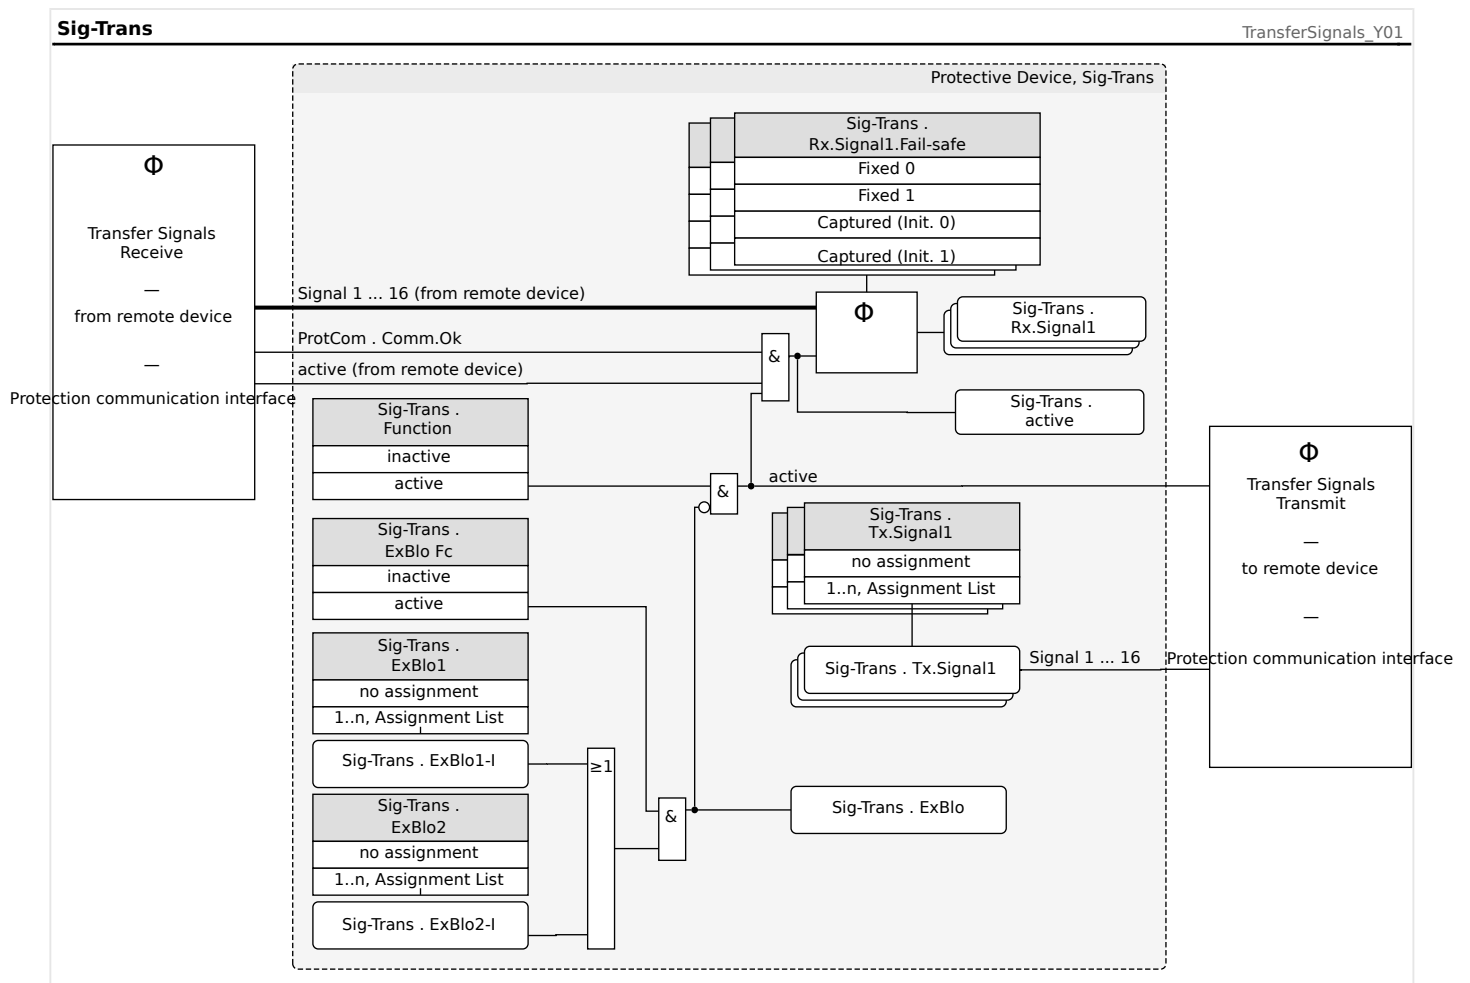 Sig-Trans
TransferSignals_Y01
Protective Device, Sig-Trans
Φ
Transfer Signals
Receive
—
from remote device
—
Protection communication interface
Sig-Trans .
Rx.Signal1.Fail-safe
Fixed 0
Fixed 1
Captured (Init. 0)
Captured (Init. 1)
Signal 1 ... 16 (from remote device)
Φ
Sig-Trans .
Rx.Signal1
ProtCom . Comm.Ok
&
active (from remote device)
Sig-Trans .
active
Sig-Trans .
Function
inactive
active
&
active
Φ
Transfer Signals
Transmit
—
to remote device
—
Protection communication interface
Sig-Trans .
ExBlo Fc
inactive
active
Sig-Trans .
Tx.Signal1
no assignment
1..n, Assignment List
Sig-Trans . Tx.Signal1
Signal 1 ... 16
Sig-Trans .
ExBlo1
no assignment
1..n, Assignment List
Sig-Trans . ExBlo1-I
≥1
&
Sig-Trans . ExBlo
Sig-Trans .
ExBlo2
no assignment
1..n, Assignment List
Sig-Trans . ExBlo2-I